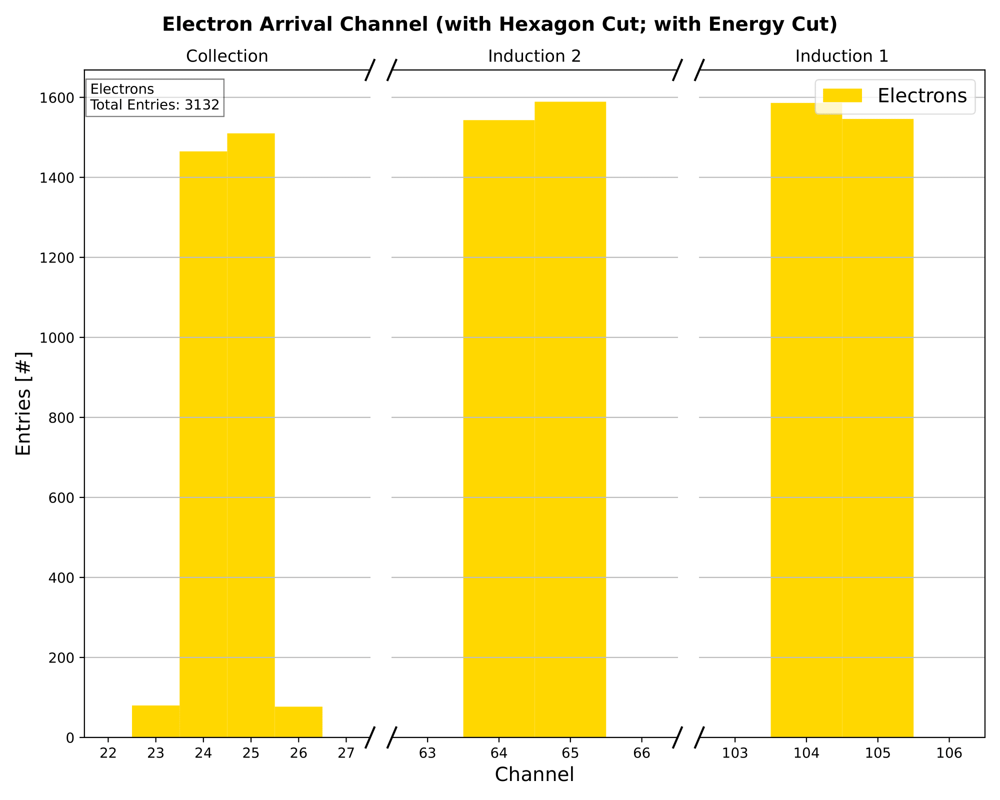 Electron Arrival Channel (with Hexagon Cut; with Energy Cut)
Collection
Induction 2
Induction 1
Electrons
Total Entries: 3132
Electrons
1600
1400
1200
1000
800
600
400
200
0
Entries [#]
22 23 24 25 26 27 63 64 65 66 103 104 105 106
Channel